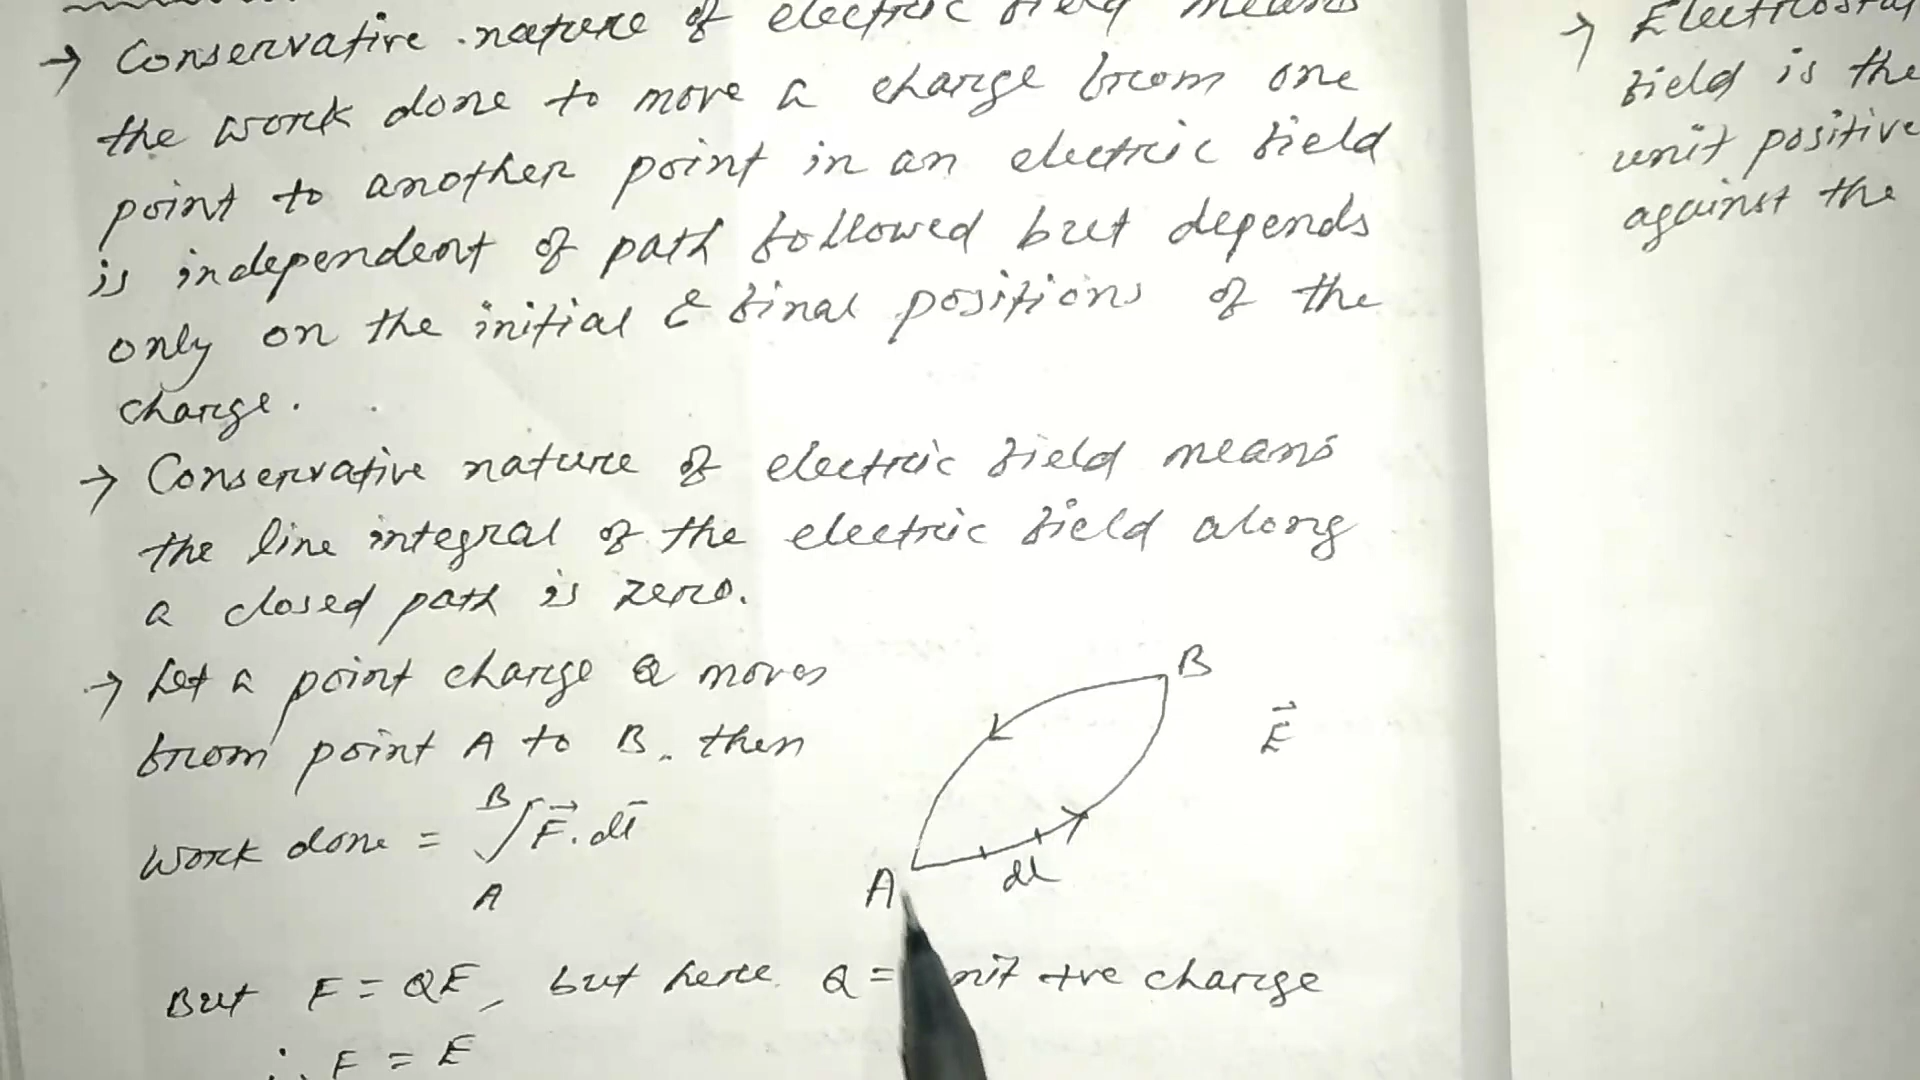 → Conservative nature of electric field means
the work done to move a charge from one
point to another point in an electric field
is independent of path followed but depends
only on the initial & final positions of the
charge.
→ Conservative nature of electric field means
the line integral of the electric field along
a closed path is zero.
→ Let a point charge Q moves
from point A to B. then
Work done = ∫ F⃗. dl
B
A
But F = QE, but here Q = nit +ve charge
∴ F = E
B
E⃗
dl
A
→
field is the
unit positive
against the